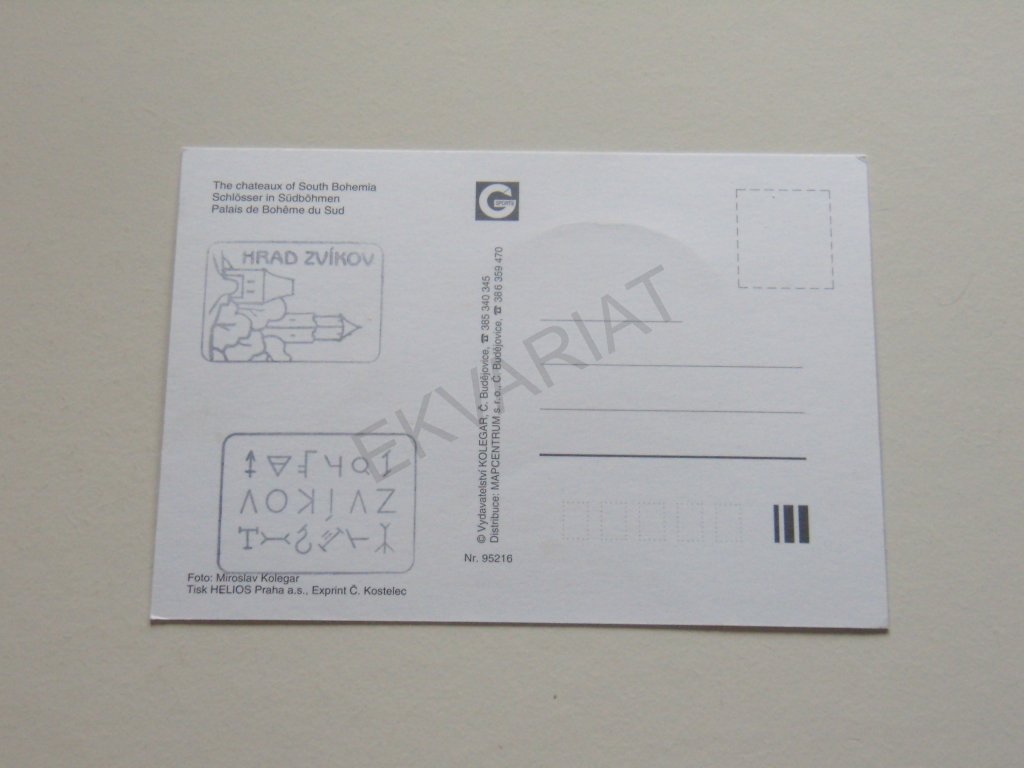 The chateaux of South Bohemia
Schlösser in Südböhmen
Palais de Bohême du Sud
HRAD ZVÍKOV
ZVÍKOV
Foto: Miroslav Kolegar
Tisk HELIOS Praha a.s., Exprint Č. Kostelec
G
SPORTS
© Vydavatelství KOLEGAR, Č. Budějovice, ☎ 385 340 345
Distribuce: MAPCENTRUM s.r.o., Č. Budějovice, ☎ 386 359 470
Nr. 95216
EKVARIAT